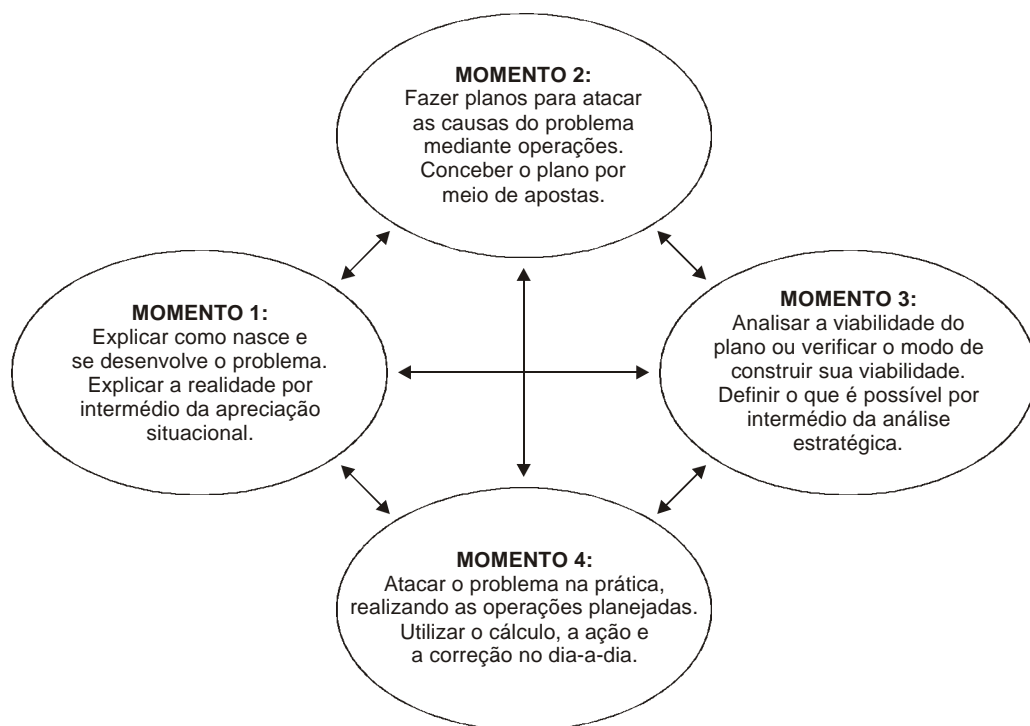 MOMENTO 2:
Fazer planos para atacar
as causas do problema
mediante operações.
Conceber o plano por
meio de apostas.
MOMENTO 1:
Explicar como nasce e
se desenvolve o problema.
Explicar a realidade por
intermédio da apreciação
situacional.
MOMENTO 3:
Analisar a viabilidade do
plano ou verificar o modo de
construir sua viabilidade.
Definir o que é possível por
intermédio da análise
estratégica.
MOMENTO 4:
Atacar o problema na prática,
realizando as operações planejadas.
Utilizar o cálculo, a ação e
a correção no dia-a-dia.